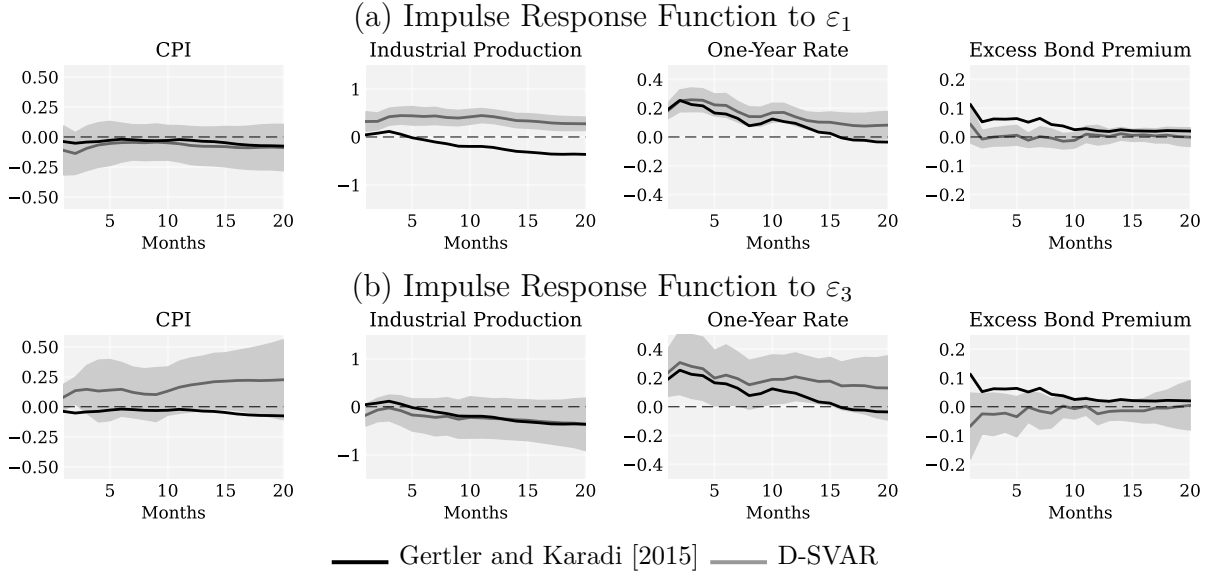 (a) Impulse Response Function to ε₁
CPI Industrial Production One-Year Rate Excess Bond Premium
0.50 1 0.4 0.2
0.25 0.2 0.1
0.00 0 0.0 0.0
−0.25 −0.2 −0.1
−0.50 −1 −0.4 −0.2
5 10 15 20 5 10 15 20 5 10 15 20 5 10 15 20
Months Months Months Months
(b) Impulse Response Function to ε₃
CPI Industrial Production One-Year Rate Excess Bond Premium
0.50 1 0.4 0.2
0.25 0.2 0.1
0.00 0 0.0 0.0
−0.25 −0.2 −0.1
−0.50 −1 −0.4 −0.2
5 10 15 20 5 10 15 20 5 10 15 20 5 10 15 20
Months Months Months Months
Gertler and Karadi [2015] D-SVAR